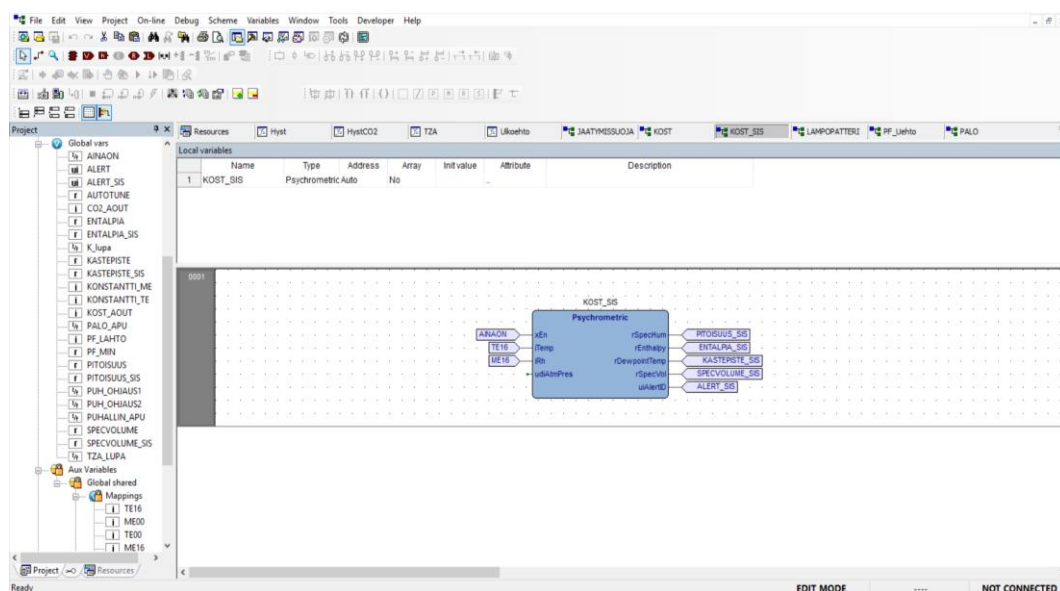 File Edit View Project On-line Debug Scheme Variables Window Tools Developer Help
Project
Resources Hyst HystCO2 TZA Ulkoehto JAATYMISSUOJA KOST KOST_SIS LAMPOPATTERI PF_Uehto PALO
Global vars
AINAON
ALERT
ALERT_SIS
AUTOTUNE
CO2_AOUT
ENTALPIA
ENTALPIA_SIS
K_lupa
KASTEPISTE
KASTEPISTE_SIS
KONSTANTTI_ME
KONSTANTTI_TE
KOST_AOUT
PALO_APU
PF_LAHTO
PF_MIN
PITOISUUS
PITOISUUS_SIS
PUH_OHJAUS1
PUH_OHJAUS2
PUHALLIN_APU
SPECVOLUME
SPECVOLUME_SIS
TZA_LUPA
Aux Variables
Global shared
Mappings
TE16
ME00
TE00
ME16
Project Resources
Local variables
Name Type Address Array Init value Attribute Description
1 KOST_SIS Psychrometric Auto No ..
0001
KOST_SIS
Psychrometric
AINAON xEn rSpecHum PITOISUUS_SIS
TE16 iTemp rEnthalpy ENTALPIA_SIS
ME16 iRh rDewpointTemp KASTEPISTE_SIS
udiAtmPres rSpecVol SPECVOLUME_SIS
uiAlertID ALERT_SIS
Ready EDIT MODE ---- NOT CONNECTED